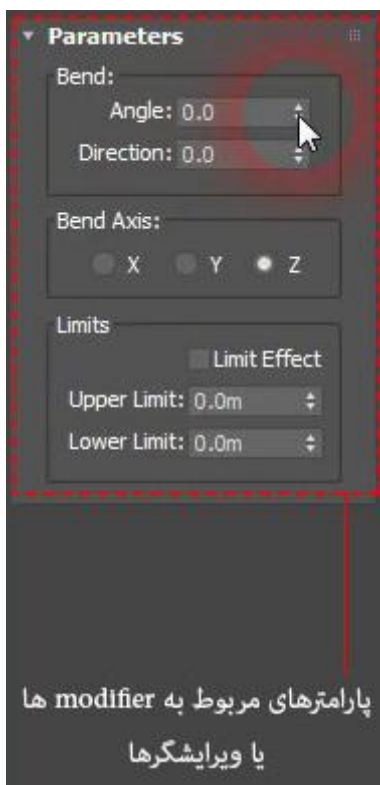 Parameters
Bend:
Angle: 0.0
Direction: 0.0
Bend Axis:
X Y Z
Limits
Limit Effect
Upper Limit: 0.0m
Lower Limit: 0.0m
پارامترهای مربوط به modifier ها
یا ویرایشگرها